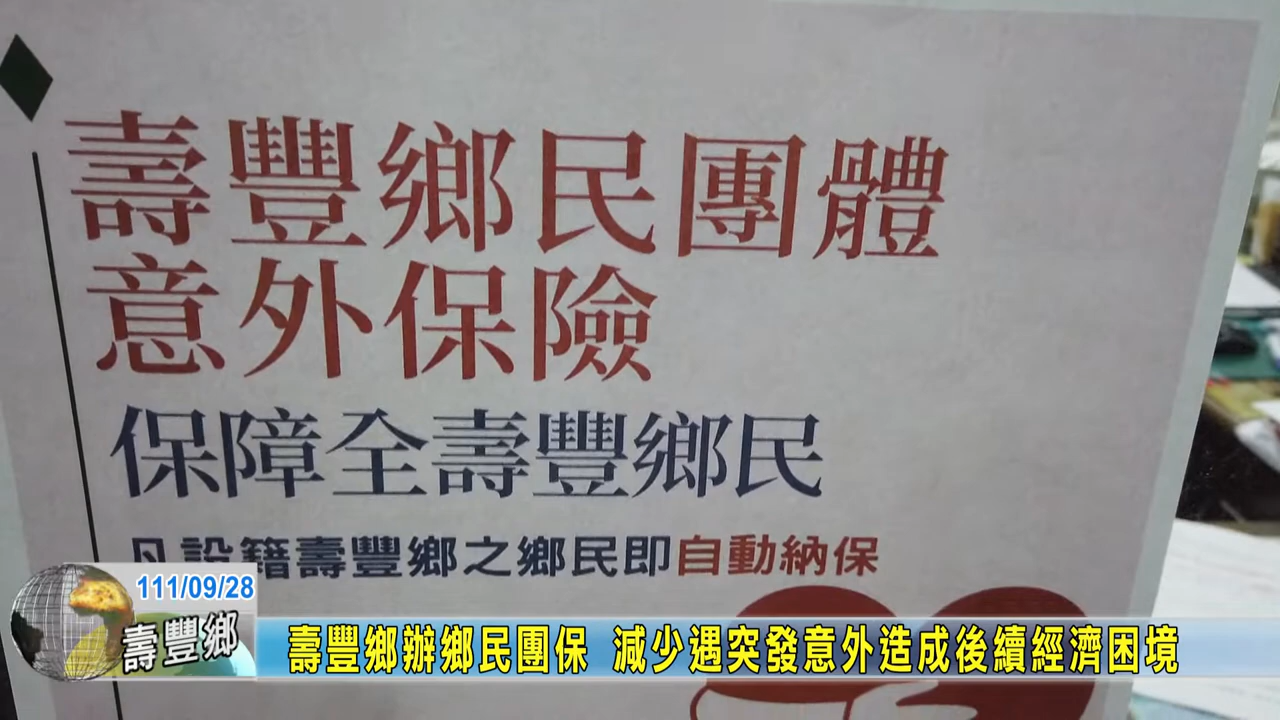 壽豐鄉民團體
意外保險
保障全壽豐鄉民
凡設籍壽豐鄉之鄉民即自動納保
111/09/28
壽豐鄉
壽豐鄉辦鄉民團保 減少遇突發意外造成後續經濟困境